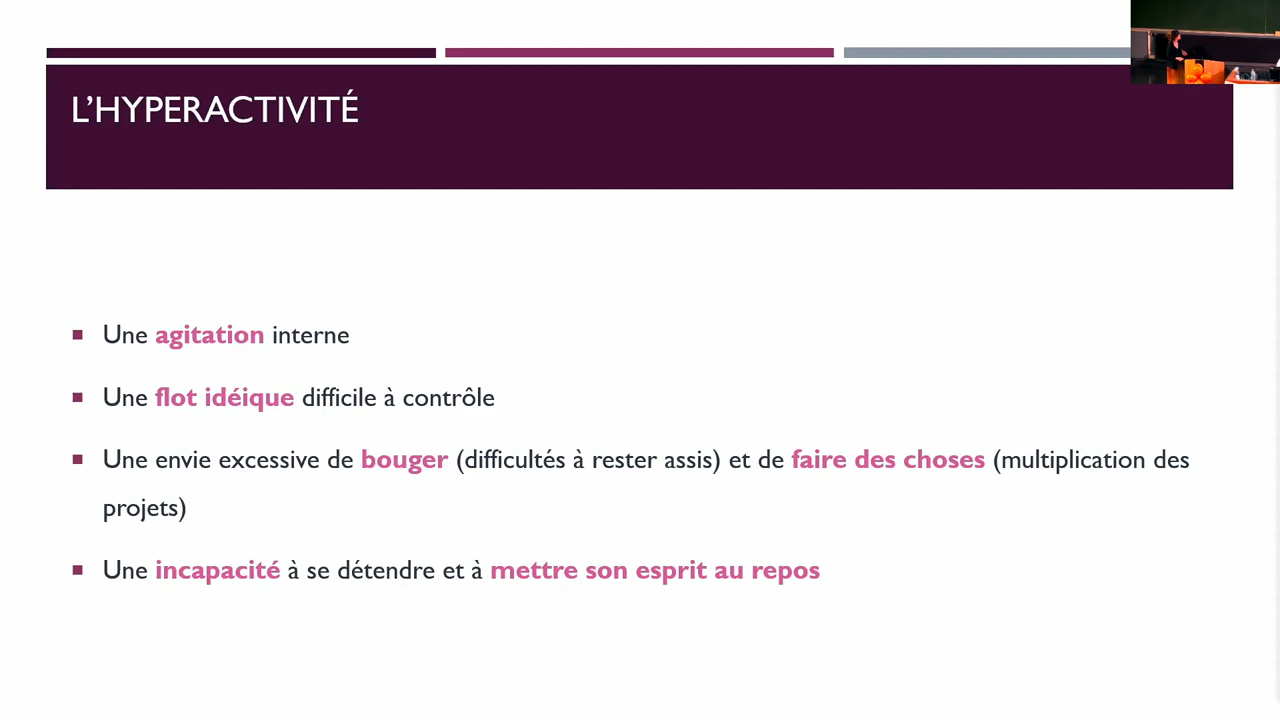 L’HYPERACTIVITÉ
Une agitation interne
Une flot idéique difficile à contrôle
Une envie excessive de bouger (difficultés à rester assis) et de faire des choses (multiplication des
projets)
Une incapacité à se détendre et à mettre son esprit au repos